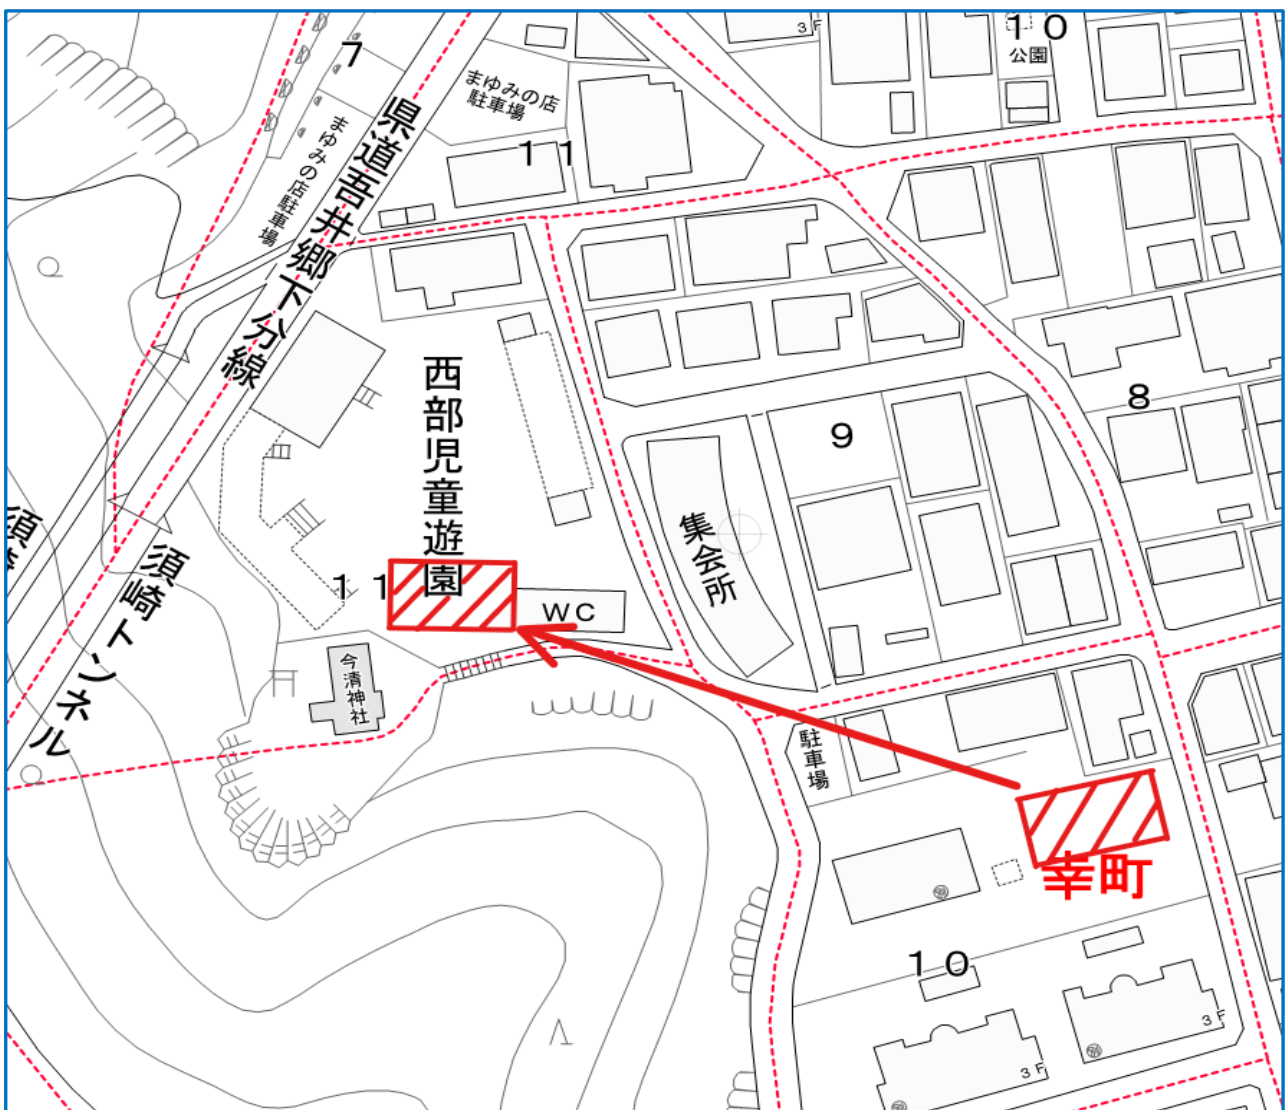 3F
10
公園
7
まゆみの店
駐車場
まゆみの店駐車場
県道吾井郷下分線
11
西部児童遊園
8
9
集会所
須崎トンネル
11
WC
今清神社
駐車場
幸町
10
3F
3F